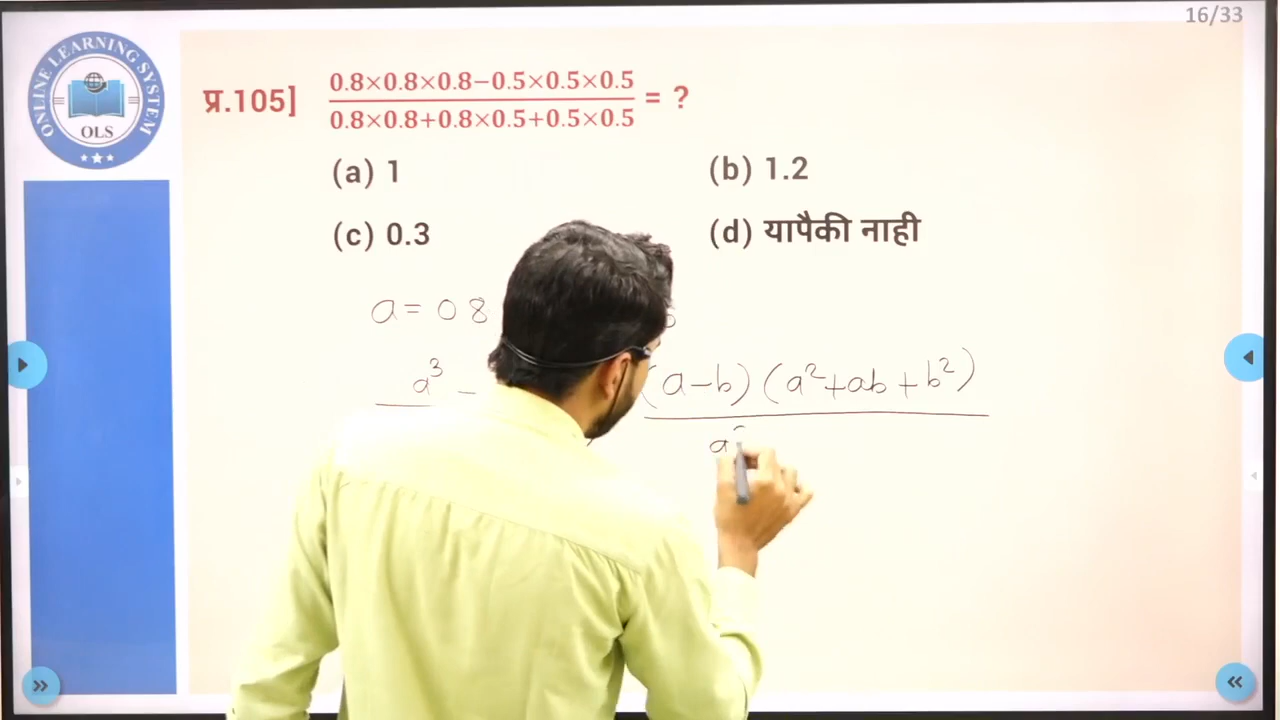 16/33
ONLINE LEARNING SYSTEM
OLS
प्र.105] 0.8×0.8×0.8−0.5×0.5×0.5
0.8×0.8+0.8×0.5+0.5×0.5 = ?
(a) 1 (b) 1.2
(c) 0.3 (d) यापैकी नाही
a = 0 8
a³ − (a−b) (a²+ab+b²)
a